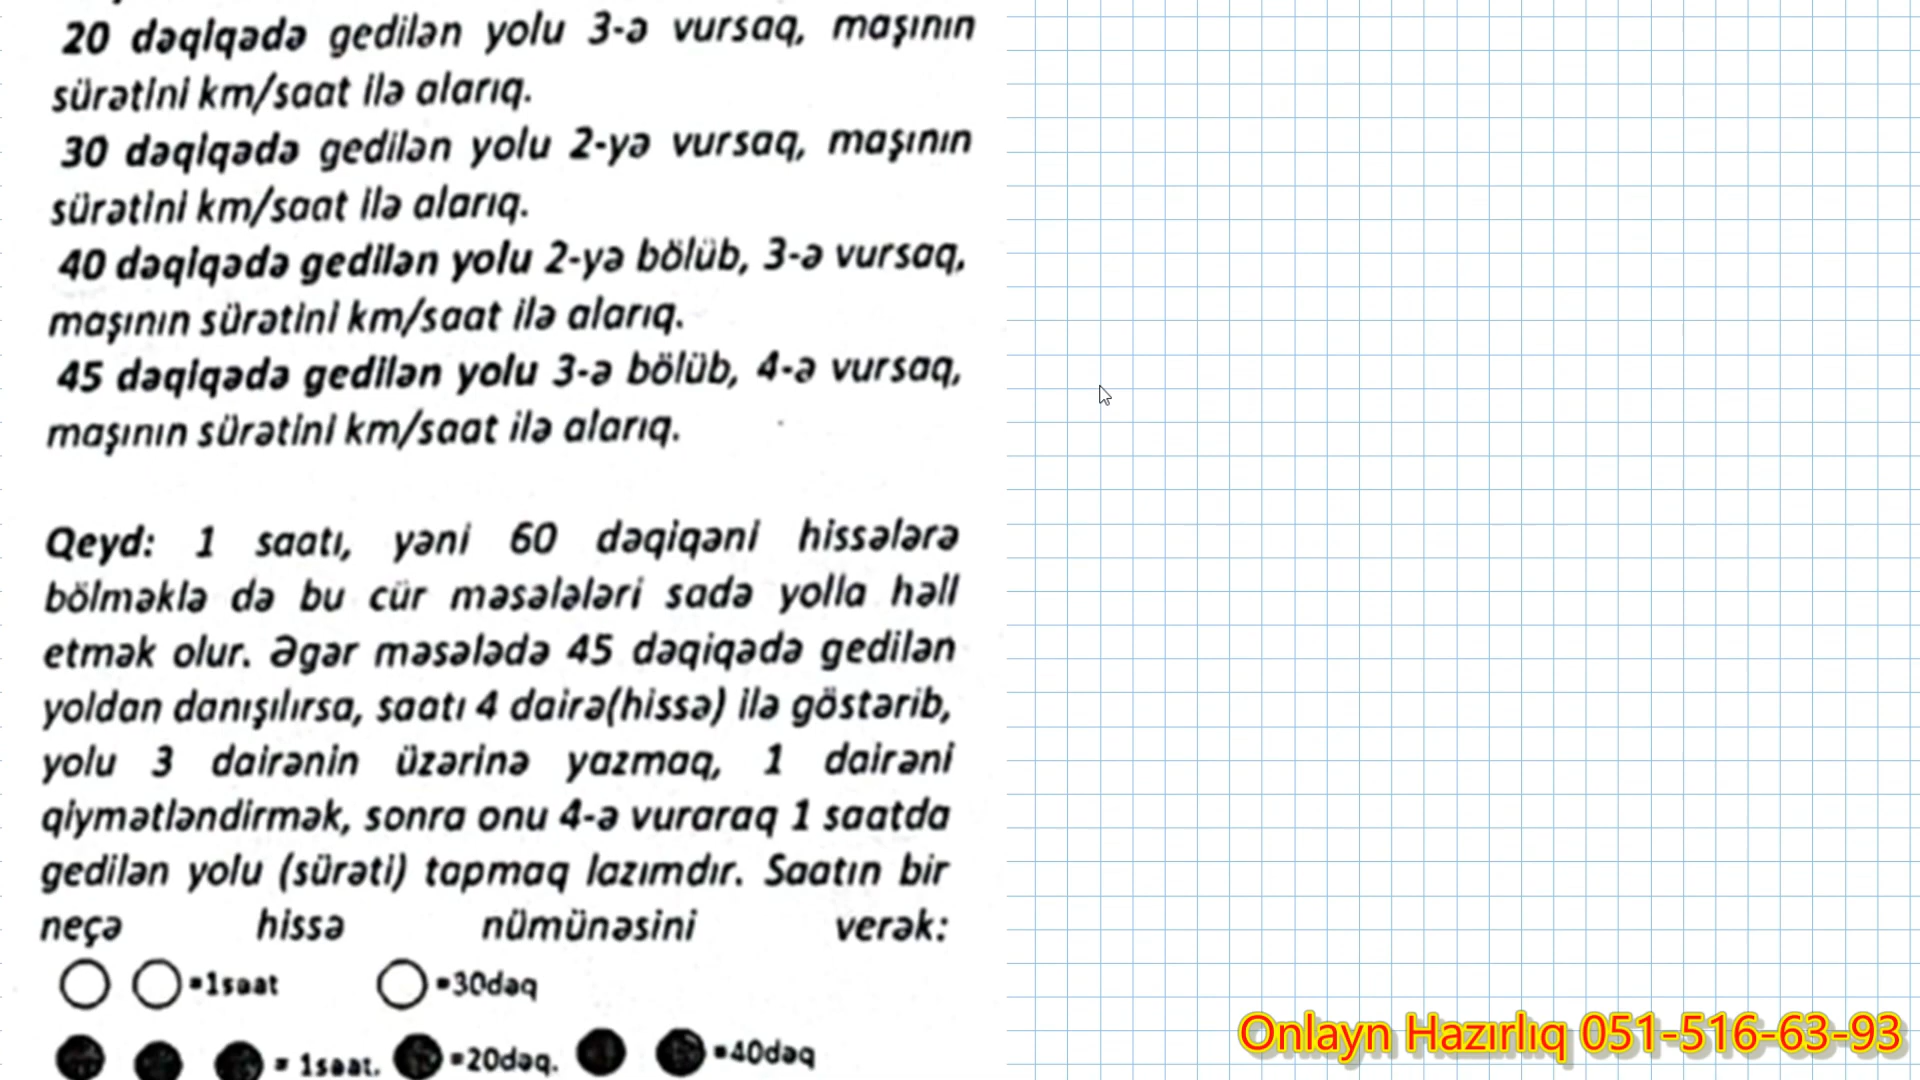 20 dəqiqədə gedilən yolu 3-ə vursaq, maşının
sürətini km/saat ilə alarıq.
30 dəqiqədə gedilən yolu 2-yə vursaq, maşının
sürətini km/saat ilə alarıq.
40 dəqiqədə gedilən yolu 2-yə bölüb, 3-ə vursaq,
maşının sürətini km/saat ilə alarıq.
45 dəqiqədə gedilən yolu 3-ə bölüb, 4-ə vursaq,
maşının sürətini km/saat ilə alarıq.
Qeyd: 1 saatı, yəni 60 dəqiqəni hissələrə
bölməklə də bu cür məsələləri sadə yolla həll
etmək olur. Əgər məsələdə 45 dəqiqədə gedilən
yoldan danışılırsa, saatı 4 dairə(hissə) ilə göstərib,
yolu 3 dairənin üzərinə yazmaq, 1 dairəni
qiymətləndirmək, sonra onu 4-ə vuraraq 1 saatda
gedilən yolu (sürəti) tapmaq lazımdır. Saatın bir
neçə hissə nümünəsini verək:
=1saat =30dəq
= 1saat. =20dəq. =40dəq
Onlayn Hazırlıq 051-516-63-93